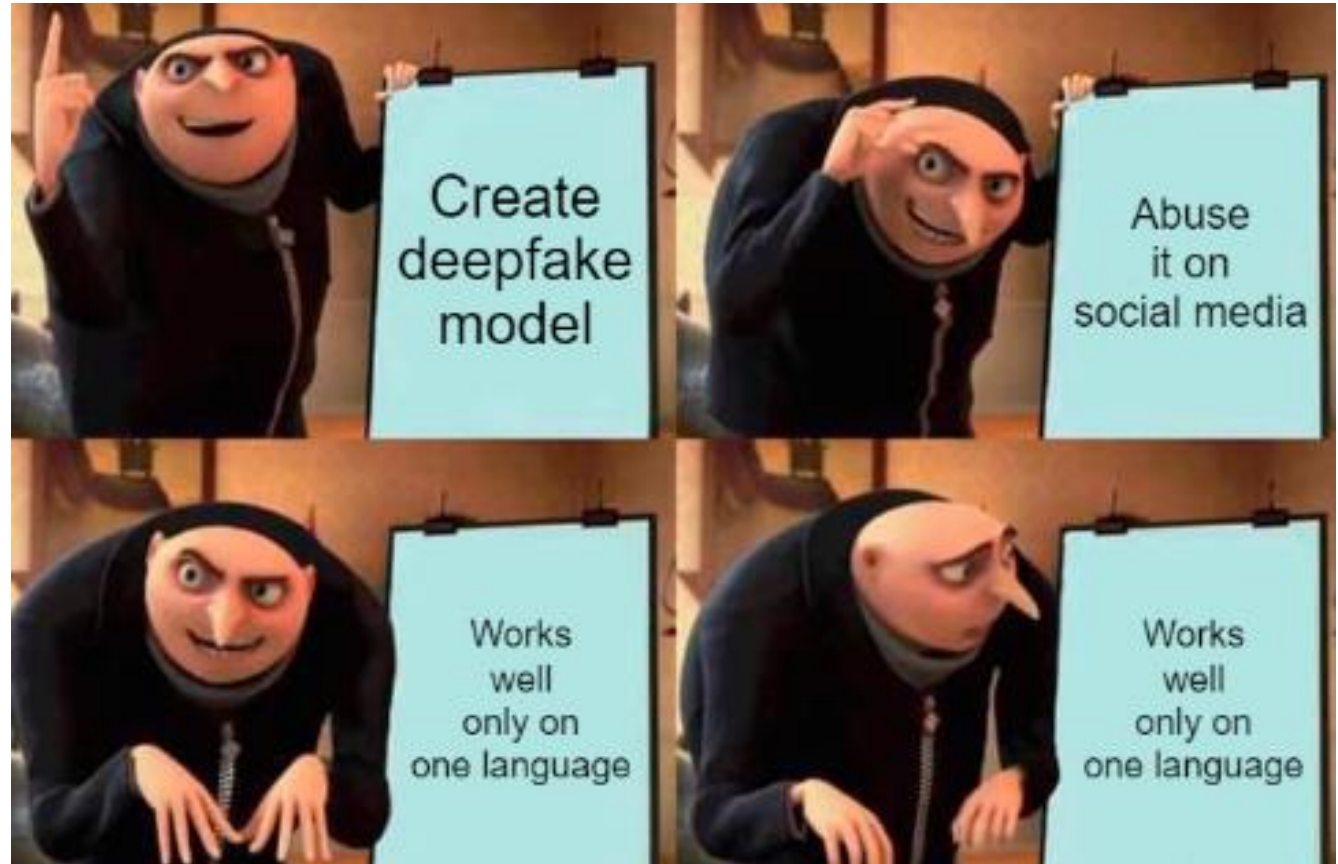 Create
deepfake
model
Abuse
it on
social media
Works
well
only on
one language
Works
well
only on
one language